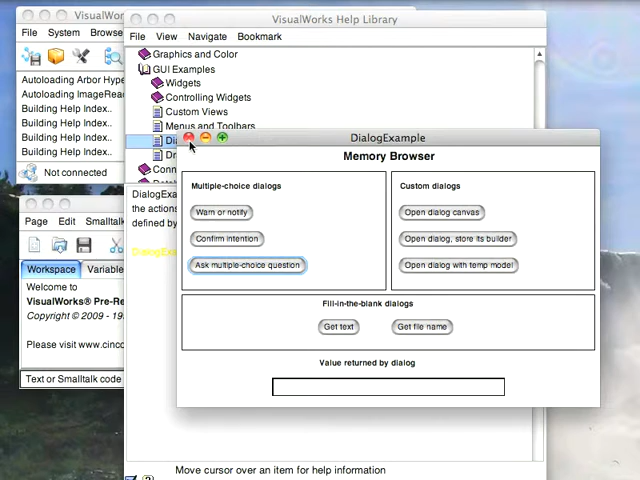 VisualWor
File System Browse
Autoloading Arbor Hype
Autoloading ImageRead
Building Help Index..
Building Help Index..
Building Help Index..
Building Help Index..
Not connected
VisualWorks Help Library
File View Navigate Bookmark
Graphics and Color
GUI Examples
Widgets
Controlling Widgets
Custom Views
Menus and Toolbars
Dia
Dr
Conn
DialogExa
the actions
defined by
DialogExa
Move cursor over an item for help information
Page Edit Smalltalk
Workspace Variable
Welcome to
VisualWorks® Pre-Re
Copyright © 2009 - 19
Please visit www.cinco
Text or Smalltalk code
DialogExample
Memory Browser
Multiple-choice dialogs
Warn or notify
Confirm intention
Ask multiple-choice question
Custom dialogs
Open dialog canvas
Open dialog, store its builder
Open dialog with temp model
Fill-in-the-blank dialogs
Get text Get file name
Value returned by dialog